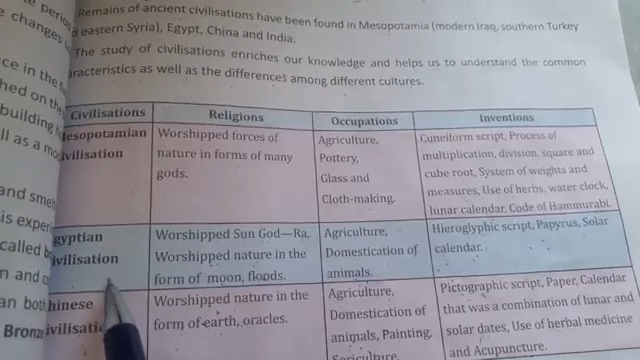 Remains of ancient civilisations have been found in Mesopotamia (modern Iraq, southern Turkey
eastern Syria), Egypt, China and India.
The study of civilisations enriches our knowledge and helps us to understand the common
as well as the differences among different cultures.
Civilisations Religions Occupations Inventions
Worshipped forces of
nature in forms of many
gods.
Agriculture,
Pottery,
Glass and
Cloth-making.
Cuneiform script, Process of
multiplication, division, square and
cube root, System of weights and
measures, Use of herbs, water clock,
lunar calendar, Code of Hammurabi.
Worshipped Sun God—Ra,
Worshipped nature in the
form of moon, floods.
Agriculture,
Domestication of
animals.
Hieroglyphic script, Papyrus, Solar
calendar.
Worshipped nature in the
form of earth, oracles.
Agriculture,
Domestication of
animals, Painting,
Pictographic script, Paper, Calendar
that was a combination of lunar and
solar dates, Use of herbal medicine
and Acupuncture.